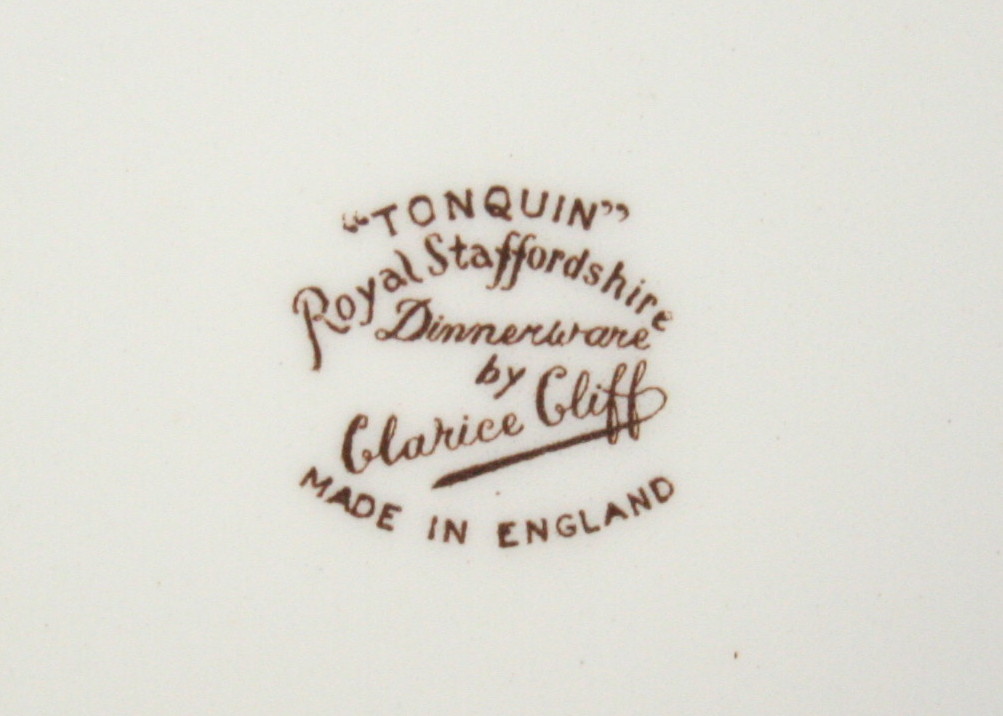 "TONQUIN"
Royal Staffordshire
Dinnerware
by
Clarice Cliff
MADE IN ENGLAND